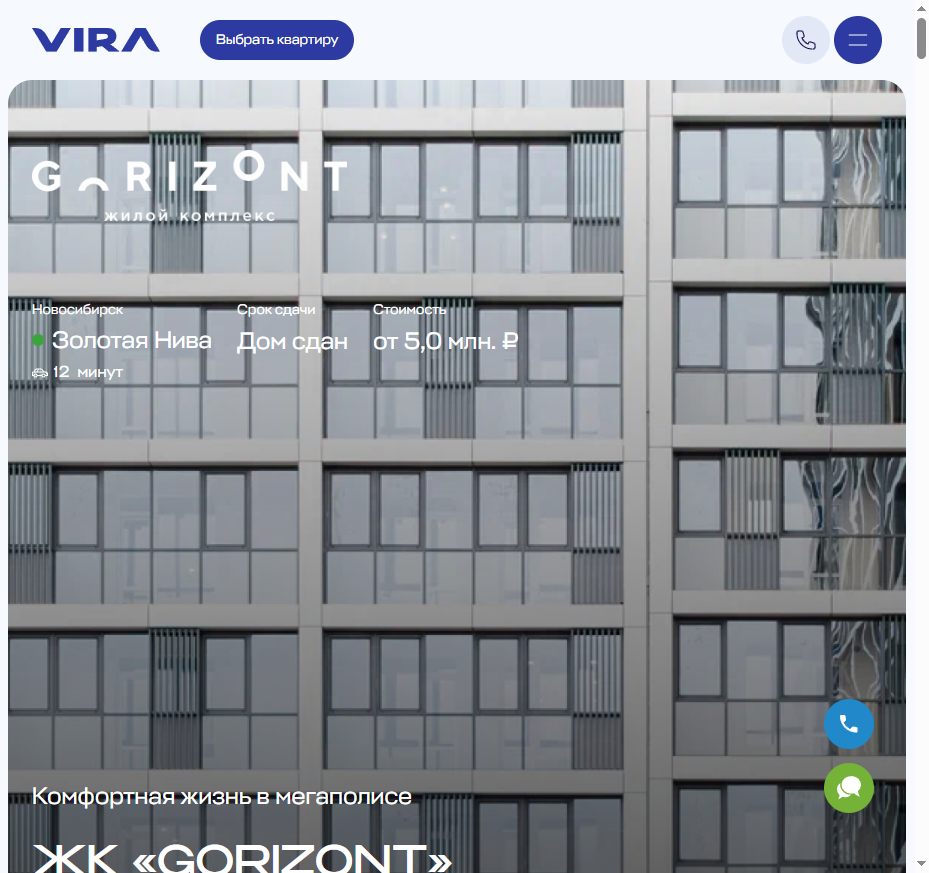 VIRA
Выбрать квартиру
GORIZONT
жилой комплекс
Новосибирск
Золотая Нива
12 минут
Срок сдачи
Дом сдан
Стоимость
от 5,0 млн. ₽
Комфортная жизнь в мегаполисе
ЖК «GORIZONT»